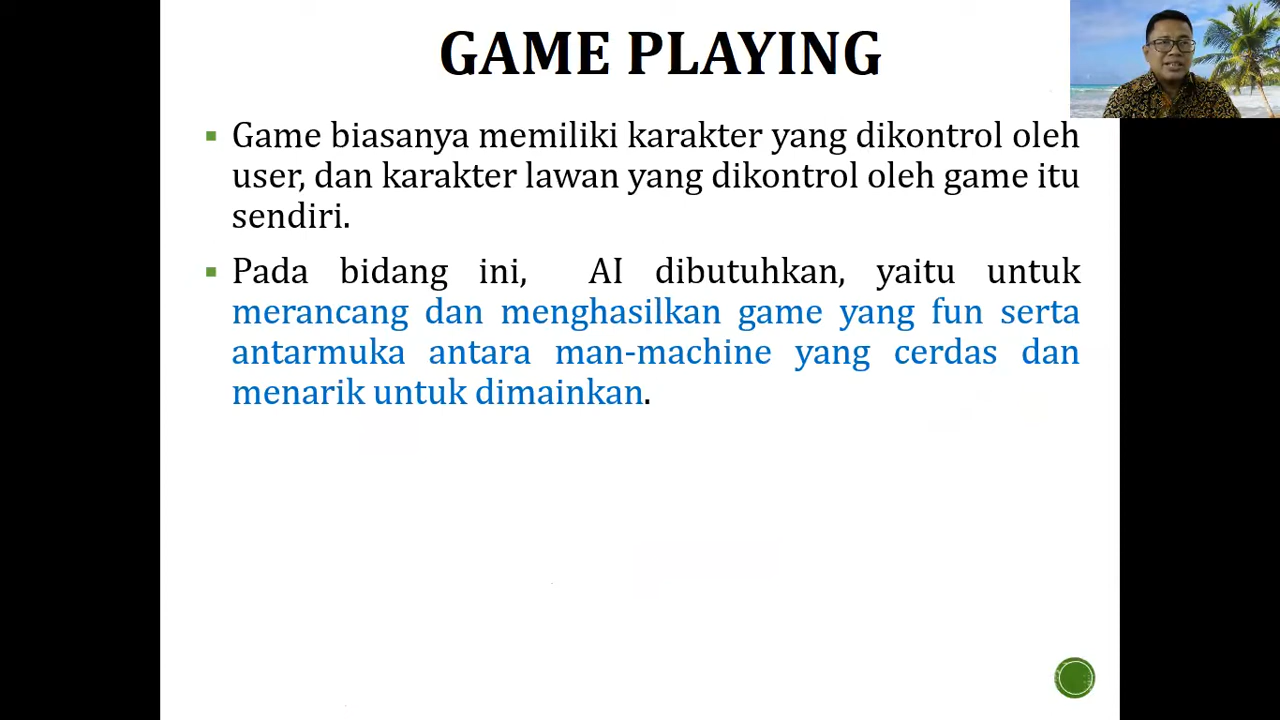 GAME PLAYING
Game biasanya memiliki karakter yang dikontrol oleh
user, dan karakter lawan yang dikontrol oleh game itu
sendiri.
Pada bidang ini, AI dibutuhkan, yaitu untuk
merancang dan menghasilkan game yang fun serta
antarmuka antara man-machine yang cerdas dan
menarik untuk dimainkan.